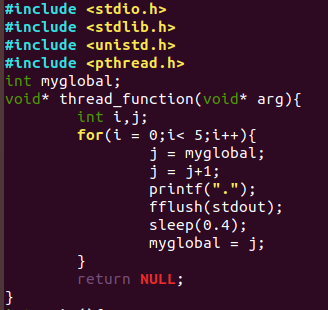 #include <stdio.h>
#include <stdlib.h>
#include <unistd.h>
#include <pthread.h>
int myglobal;
void* thread_function(void* arg){
        int i,j;
        for(i = 0;i< 5;i++){
                j = myglobal;
                j = j+1;
                printf(".");
                fflush(stdout);
                sleep(0.4);
                myglobal = j;
        }
        return NULL;
}